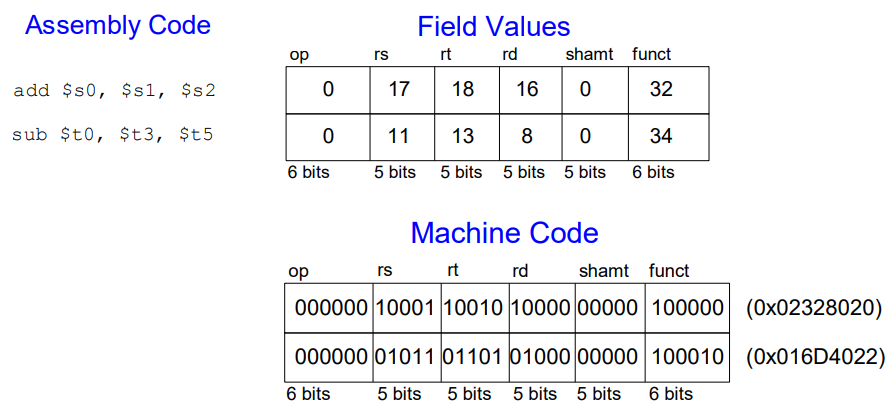 Assembly Code
Field Values
op rs rt rd shamt funct
add $s0, $s1, $s2 0 17 18 16 0 32
sub $t0, $t3, $t5 0 11 13 8 0 34
6 bits 5 bits 5 bits 5 bits 5 bits 6 bits
Machine Code
op rs rt rd shamt funct
000000 10001 10010 10000 00000 100000 (0x02328020)
000000 01011 01101 01000 00000 100010 (0x016D4022)
6 bits 5 bits 5 bits 5 bits 5 bits 6 bits